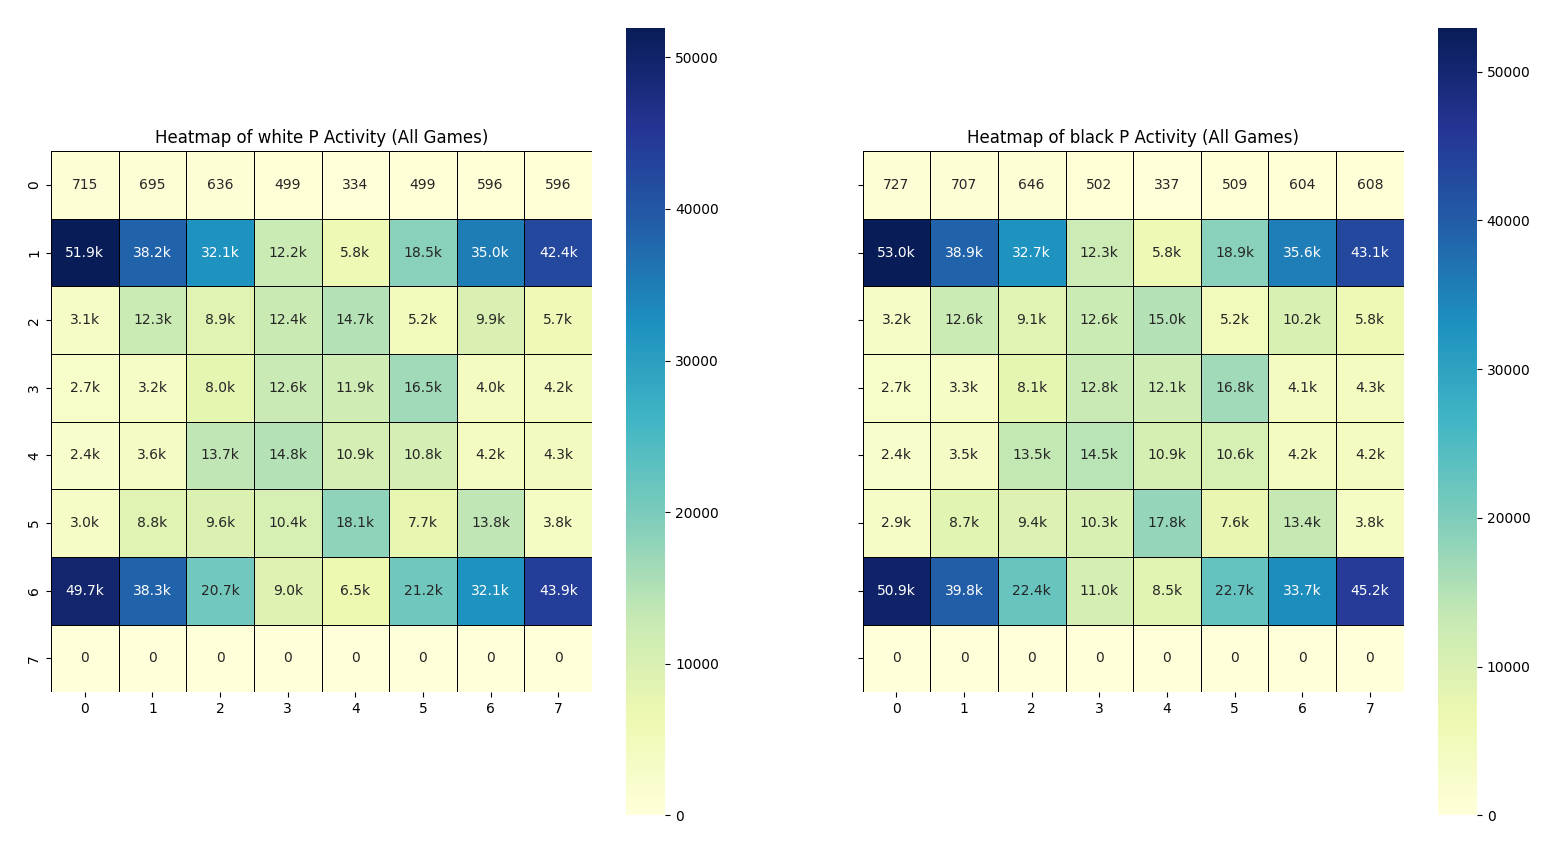 Heatmap of white P Activity (All Games)
0 715 695 636 499 334 499 596 596
1 51.9k 38.2k 32.1k 12.2k 5.8k 18.5k 35.0k 42.4k
2 3.1k 12.3k 8.9k 12.4k 14.7k 5.2k 9.9k 5.7k
3 2.7k 3.2k 8.0k 12.6k 11.9k 16.5k 4.0k 4.2k
4 2.4k 3.6k 13.7k 14.8k 10.9k 10.8k 4.2k 4.3k
5 3.0k 8.8k 9.6k 10.4k 18.1k 7.7k 13.8k 3.8k
6 49.7k 38.3k 20.7k 9.0k 6.5k 21.2k 32.1k 43.9k
7 0 0 0 0 0 0 0 0
0 1 2 3 4 5 6 7
50000
40000
30000
20000
10000
0
Heatmap of black P Activity (All Games)
727 707 646 502 337 509 604 608
53.0k 38.9k 32.7k 12.3k 5.8k 18.9k 35.6k 43.1k
3.2k 12.6k 9.1k 12.6k 15.0k 5.2k 10.2k 5.8k
2.7k 3.3k 8.1k 12.8k 12.1k 16.8k 4.1k 4.3k
2.4k 3.5k 13.5k 14.5k 10.9k 10.6k 4.2k 4.2k
2.9k 8.7k 9.4k 10.3k 17.8k 7.6k 13.4k 3.8k
50.9k 39.8k 22.4k 11.0k 8.5k 22.7k 33.7k 45.2k
0 0 0 0 0 0 0 0
0 1 2 3 4 5 6 7
50000
40000
30000
20000
10000
0